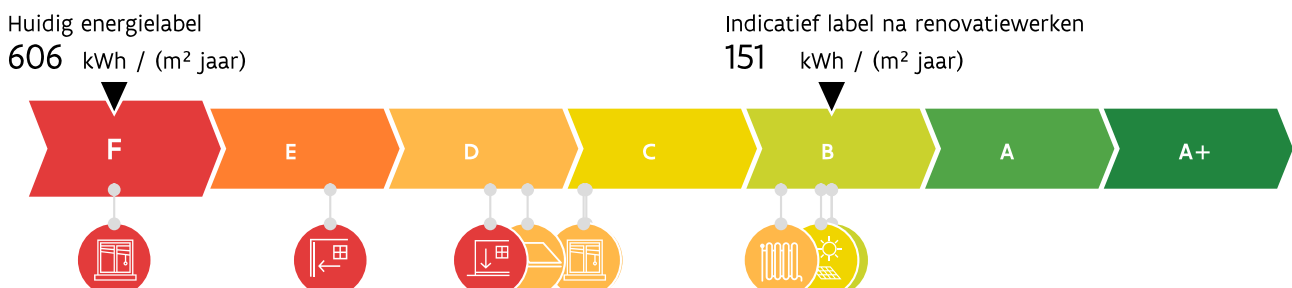 Huidig energielabel
606 kWh / (m² jaar)
Indicatief label na renovatiewerken
151 kWh / (m² jaar)
F E D C B A A+